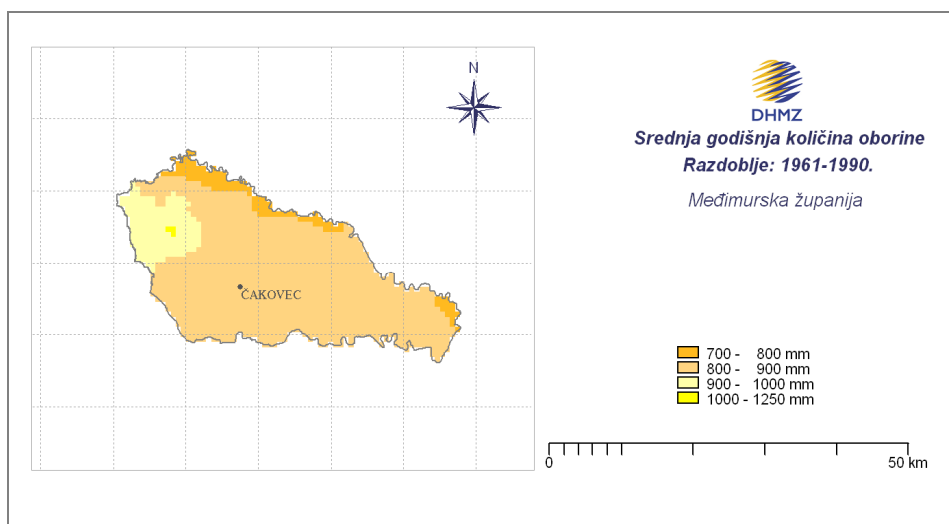 N
DHMZ
Srednja godišnja količina oborine
Razdoblje: 1961-1990.
Međimurska županija
ČAKOVEC
700 - 800 mm
800 - 900 mm
900 - 1000 mm
1000 - 1250 mm
0 50 km